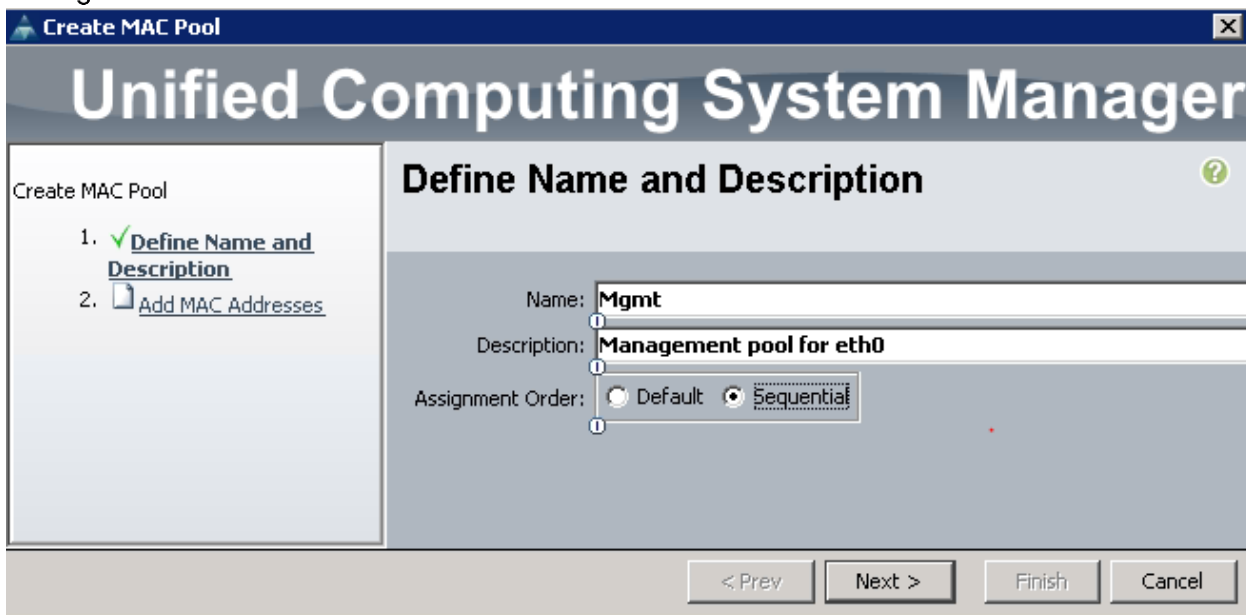 Create MAC Pool
Unified Computing System Manager
Create MAC Pool
1. Define Name and
Description
2. Add MAC Addresses
Define Name and Description
Name: Mgmt
Description: Management pool for eth0
Assignment Order: Default Sequential
< Prev Next > Finish Cancel